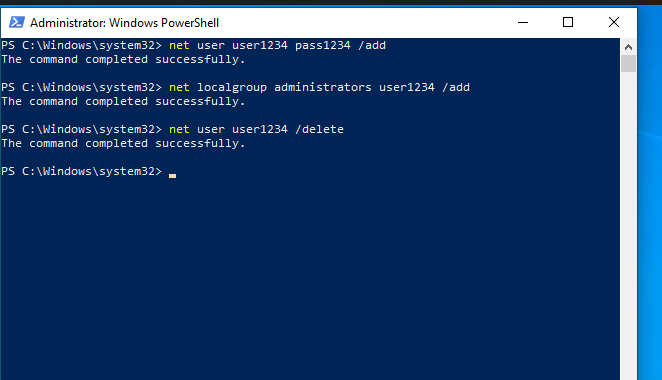 Administrator: Windows PowerShell
PS C:\Windows\system32> net user user1234 pass1234 /add
The command completed successfully.
PS C:\Windows\system32> net localgroup administrators user1234 /add
The command completed successfully.
PS C:\Windows\system32> net user user1234 /delete
The command completed successfully.
PS C:\Windows\system32>